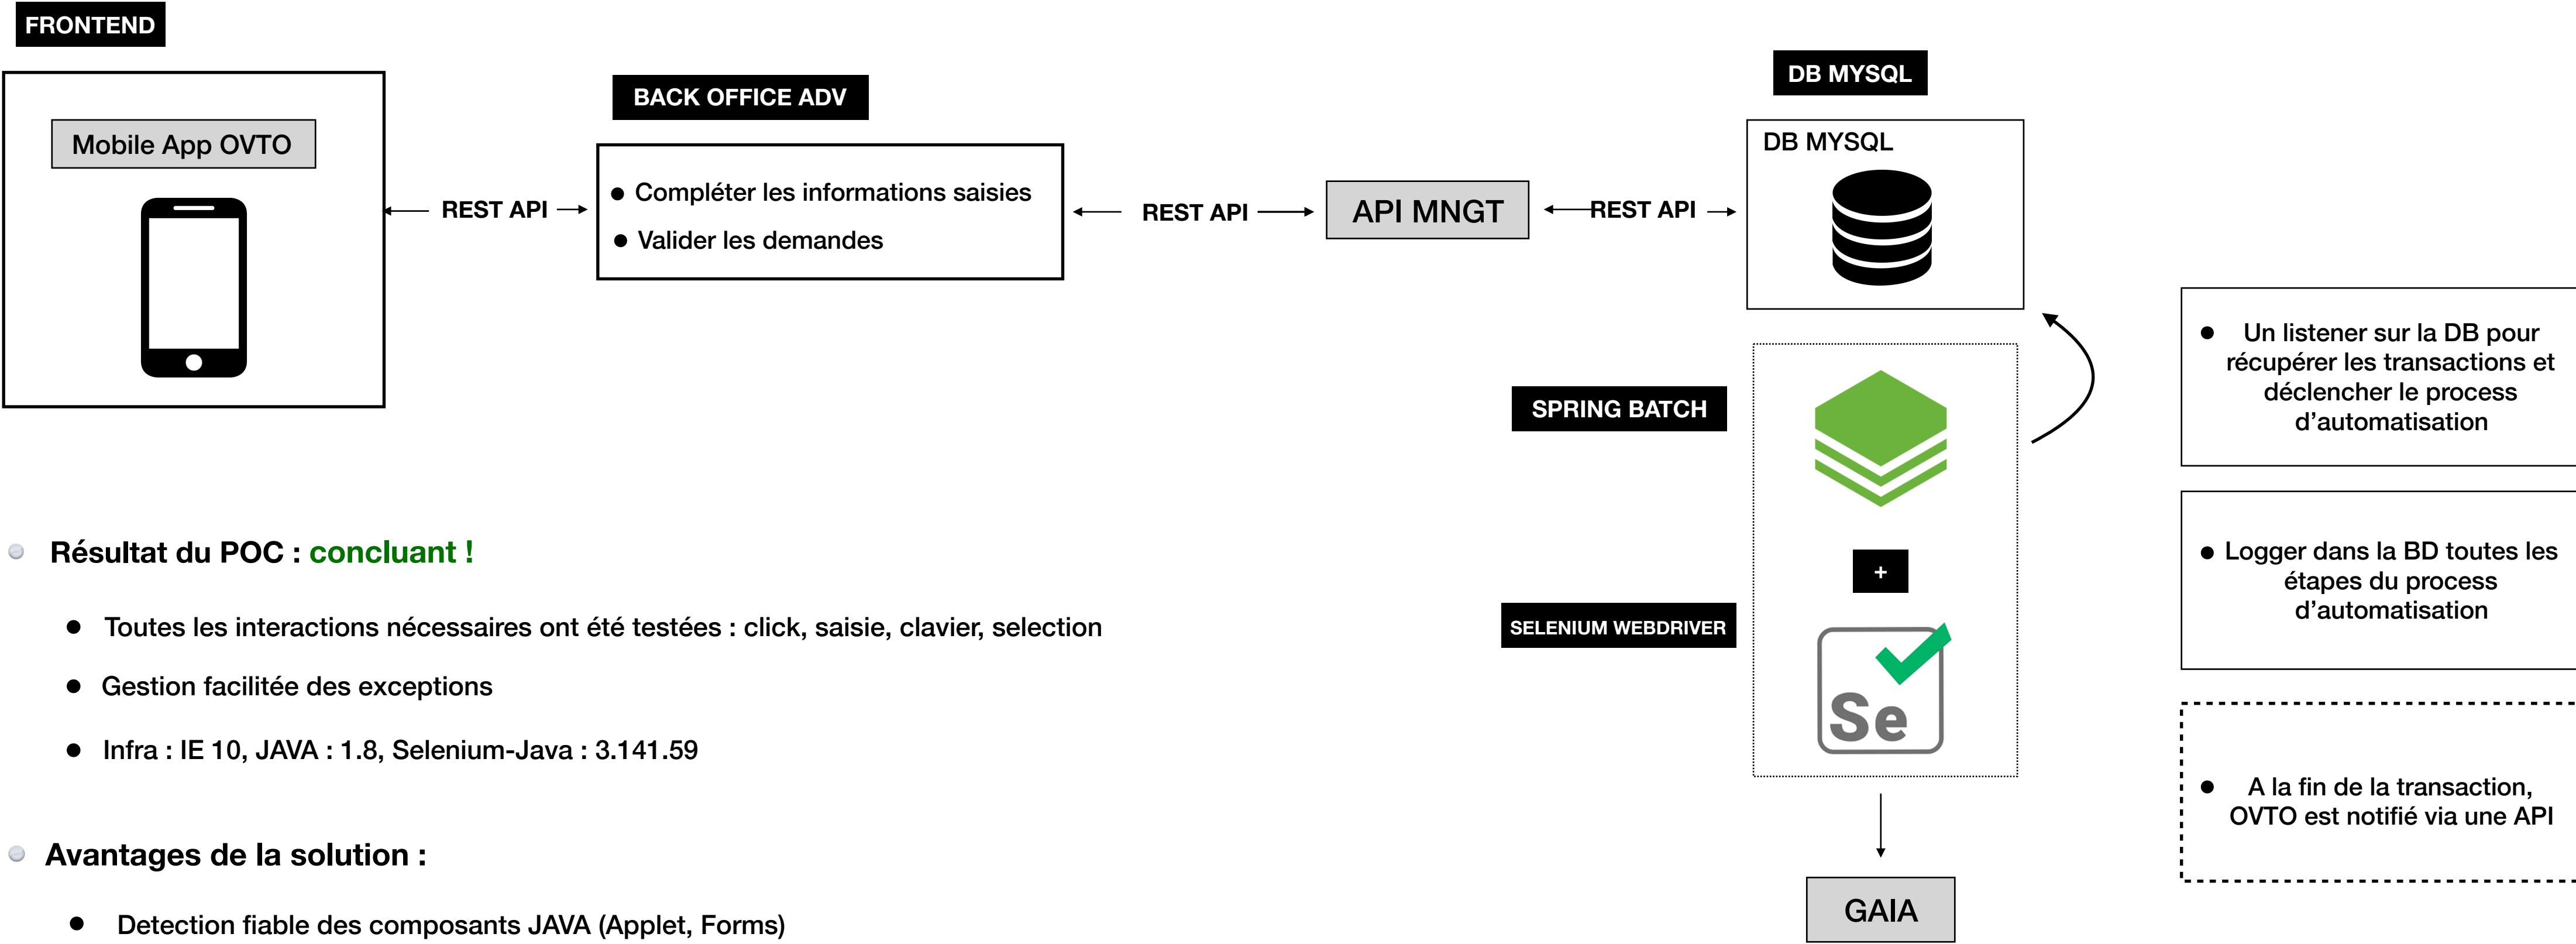 FRONTEND
Mobile App OVTO
REST API
BACK OFFICE ADV
● Compléter les informations saisies
● Valider les demandes
REST API
API MNGT
REST API
DB MYSQL
DB MYSQL
SPRING BATCH
+
SELENIUM WEBDRIVER
Se
GAIA
● Un listener sur la DB pour
récupérer les transactions et
déclencher le process
d’automatisation
● Logger dans la BD toutes les
étapes du process
d’automatisation
● A la fin de la transaction,
OVTO est notifié via une API
Résultat du POC : concluant !
● Toutes les interactions nécessaires ont été testées : click, saisie, clavier, selection
● Gestion facilitée des exceptions
● Infra : IE 10, JAVA : 1.8, Selenium-Java : 3.141.59
Avantages de la solution :
● Detection fiable des composants JAVA (Applet, Forms)